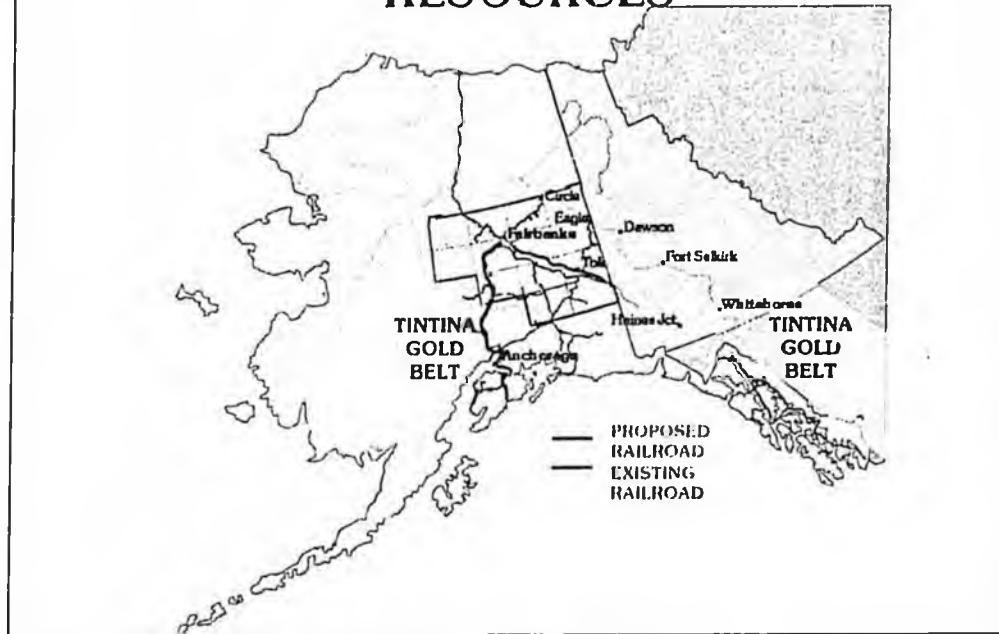 RESOURCES
Circle
Eagle
Fairbanks
Dawson
Tok
Fort Selkirk
Whitehorse
Haines Jct.
TINTINA
GOLD
BELT
TINTINA
GOLD
BELT
Anchorage
PROPOSED
RAILROAD
EXISTING
RAILROAD